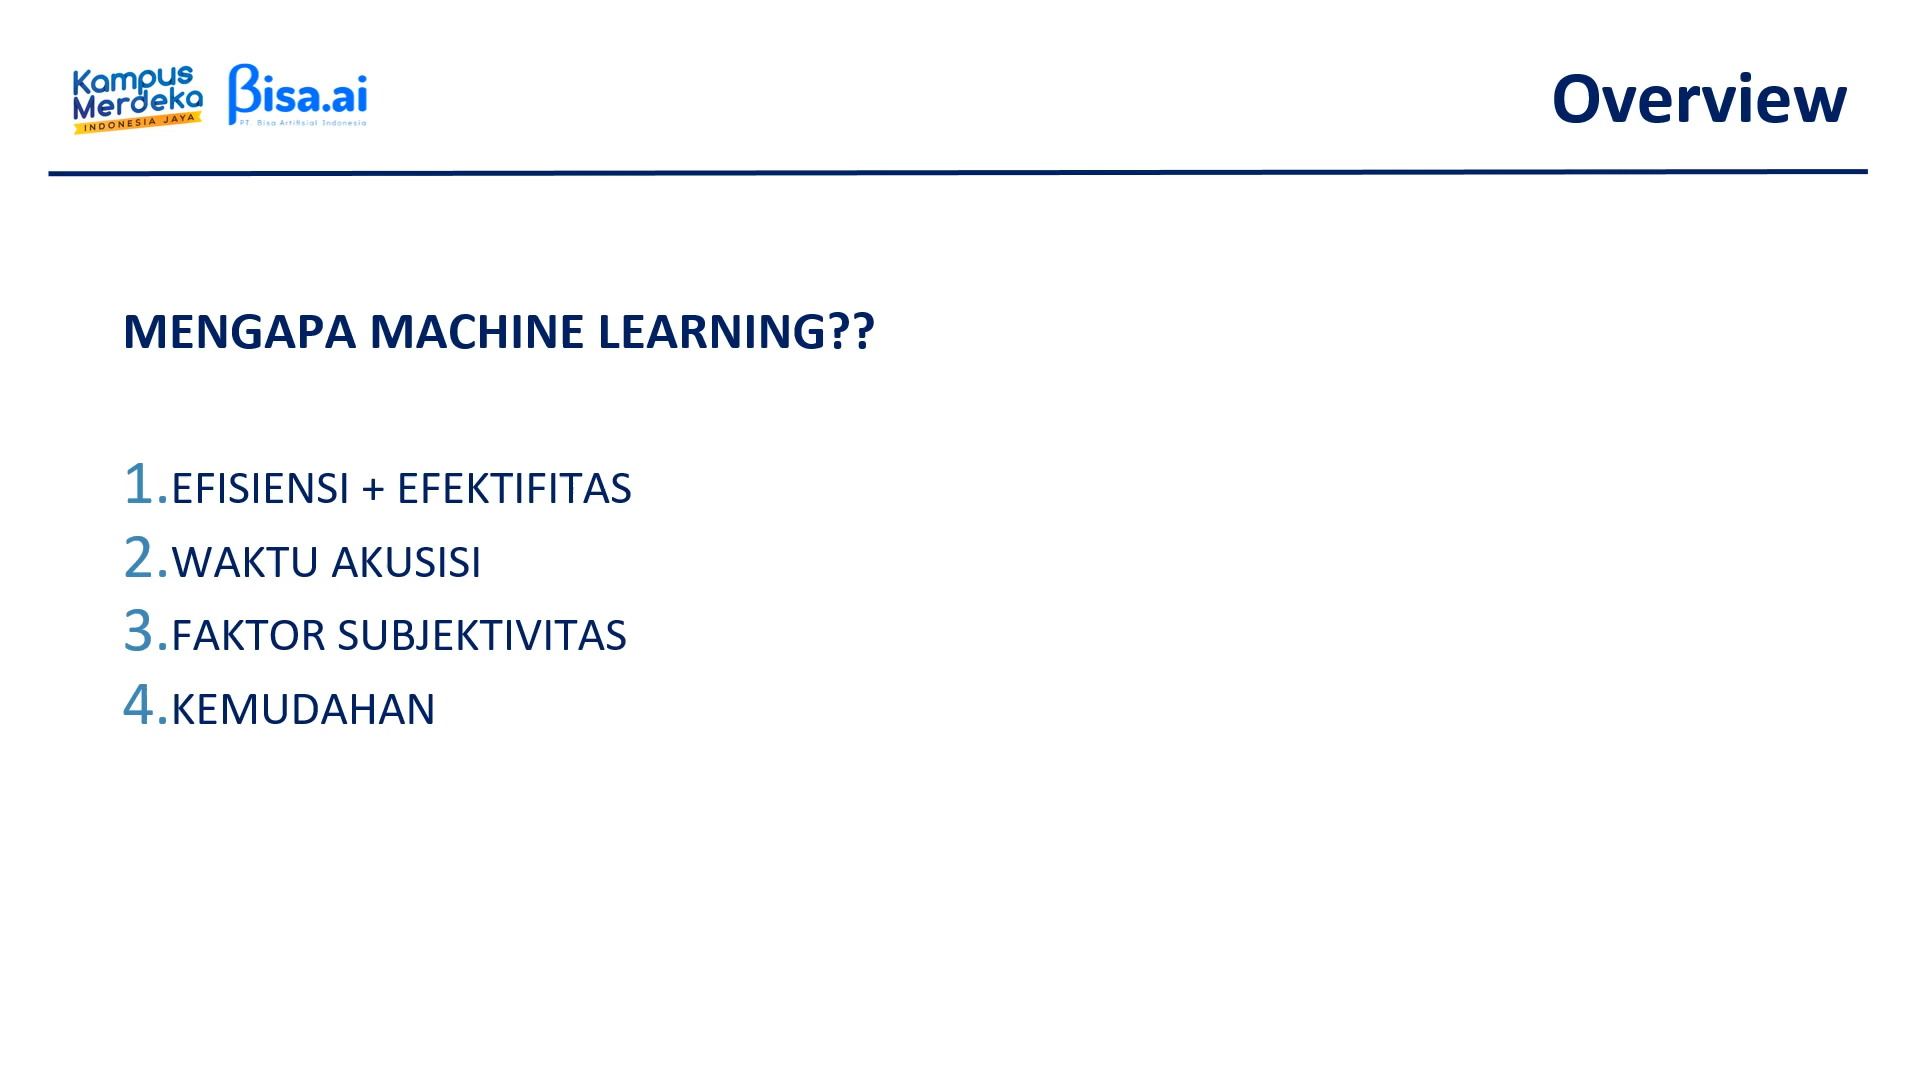 Kampus
Merdeka
INDONESIA JAYA
Bisa.ai
PT. Bisa Artifisial Indonesia
Overview
MENGAPA MACHINE LEARNING??
1.EFISIENSI + EFEKTIFITAS
2.WAKTU AKUSISI
3.FAKTOR SUBJEKTIVITAS
4.KEMUDAHAN